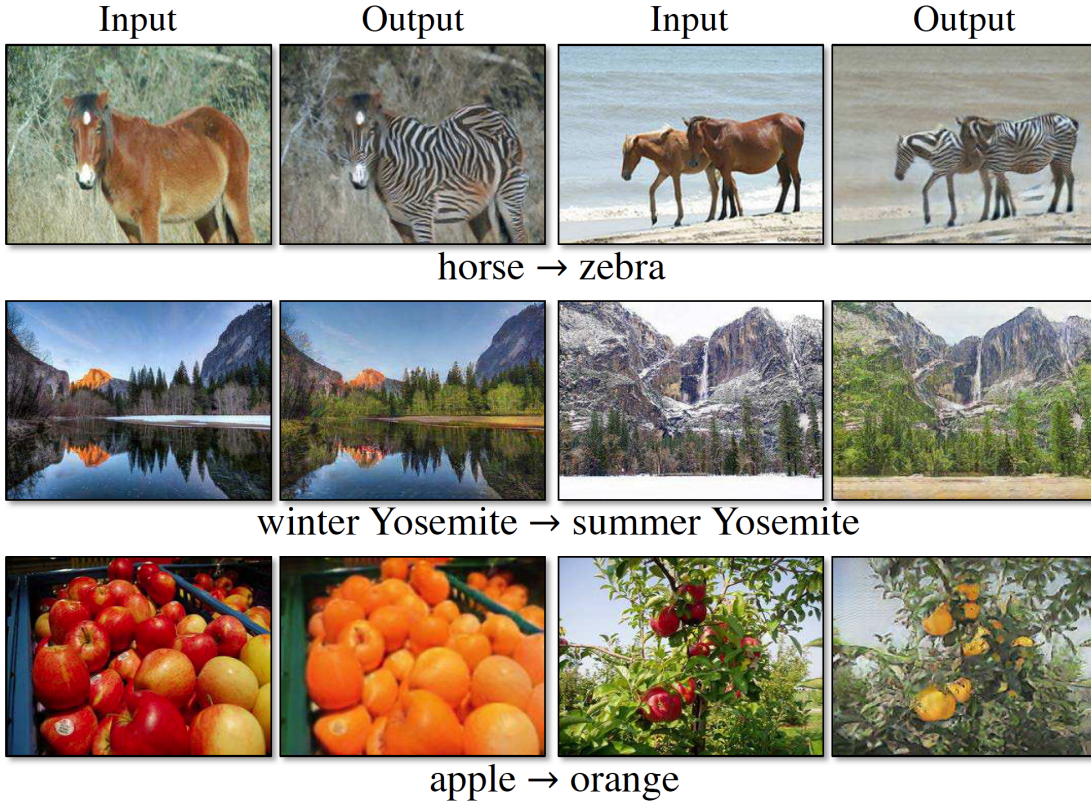 Input Output Input Output
horse → zebra
winter Yosemite → summer Yosemite
apple → orange